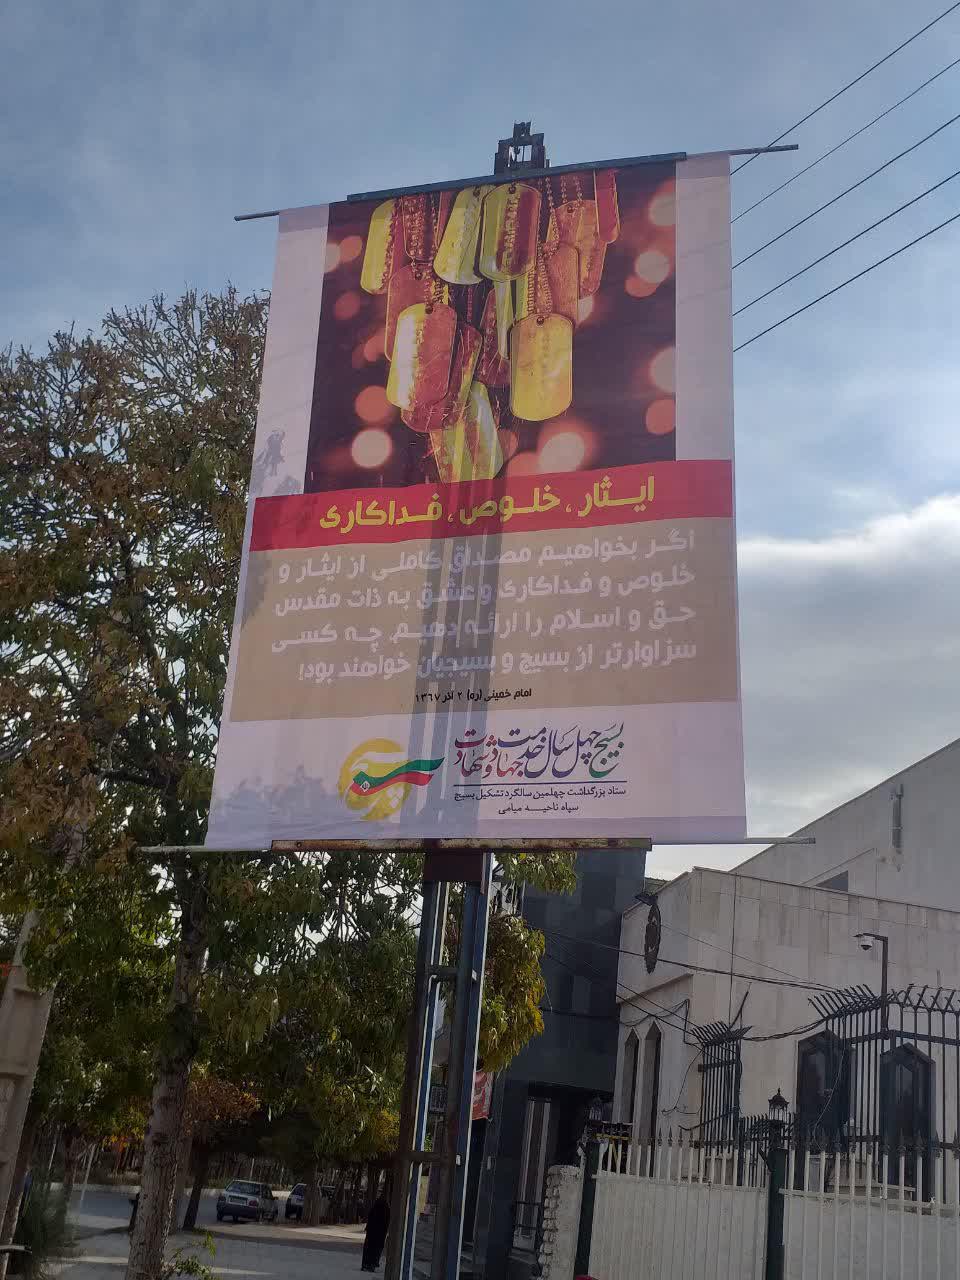 ایثار، خلوص، فداکاری
اگر بخواهیم مصداق کاملی از ایثار و
خلوص و فداکاری و عشق به ذات مقدس
حق و اسلام را ارائه دهیم، چه کسی
سزاوارتر از بسیج و بسیجیان خواهند بود!
امام خمینی (ره) ۲ آذر ۱۳۶۷
بسیج چهل سال خدمت جهاد و شهادت
ستاد بزرگداشت چهلمین سالگرد تشکیل بسیج
سپاه ناحیه میامی